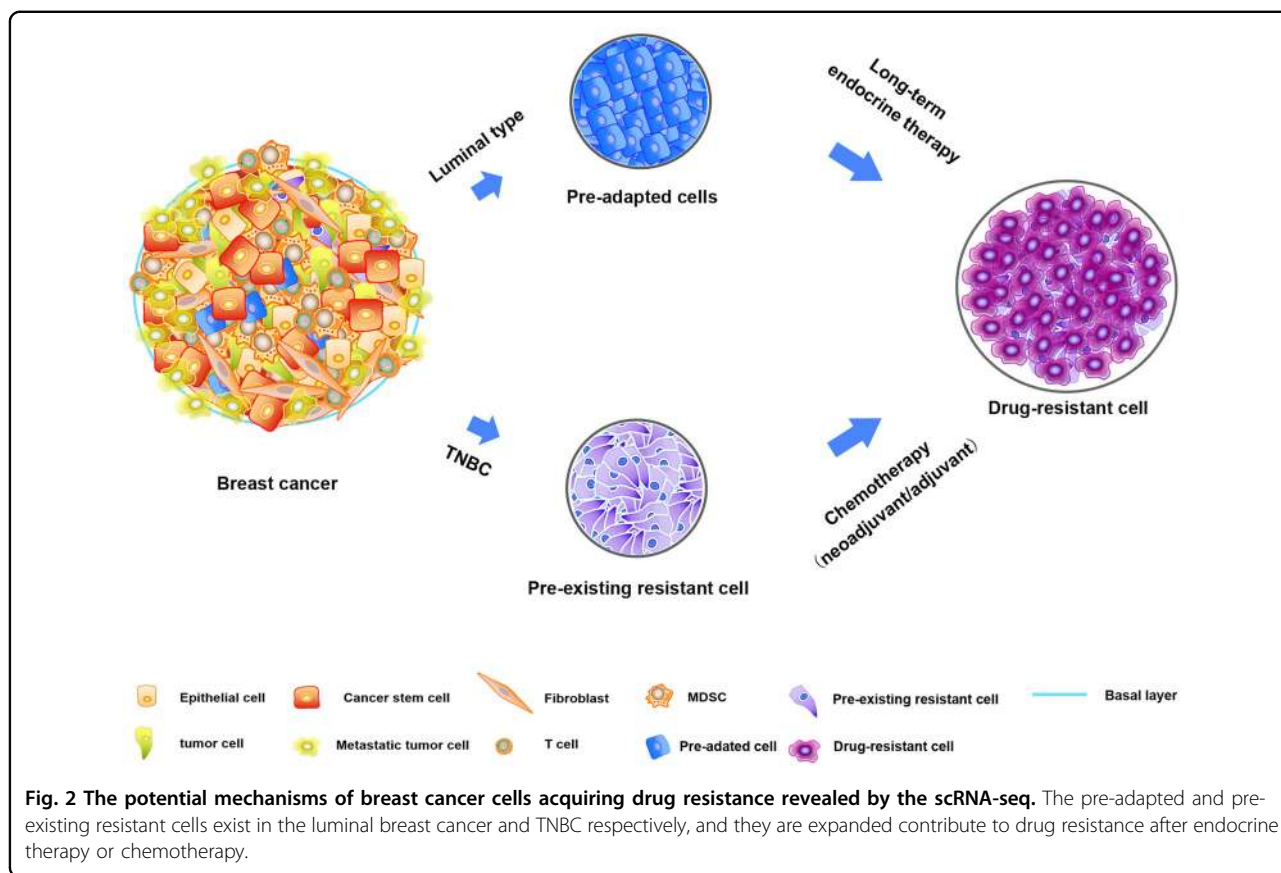 Luminal type
Long-term
endocrine therapy
Pre-adapted cells
Breast cancer
TNBC
Drug-resistant cell
Chemotherapy
(neoadjuvant/adjuvant)
Pre-existing resistant cell
Epithelial cell
Cancer stem cell
Fibroblast
MDSC
Pre-existing resistant cell
Basal layer
tumor cell
Metastatic tumor cell
T cell
Pre-adated cell
Drug-resistant cell
Fig. 2 The potential mechanisms of breast cancer cells acquiring drug resistance revealed by the scRNA-seq. The pre-adapted and pre-
existing resistant cells exist in the luminal breast cancer and TNBC respectively, and they are expanded contribute to drug resistance after endocrine
therapy or chemotherapy.